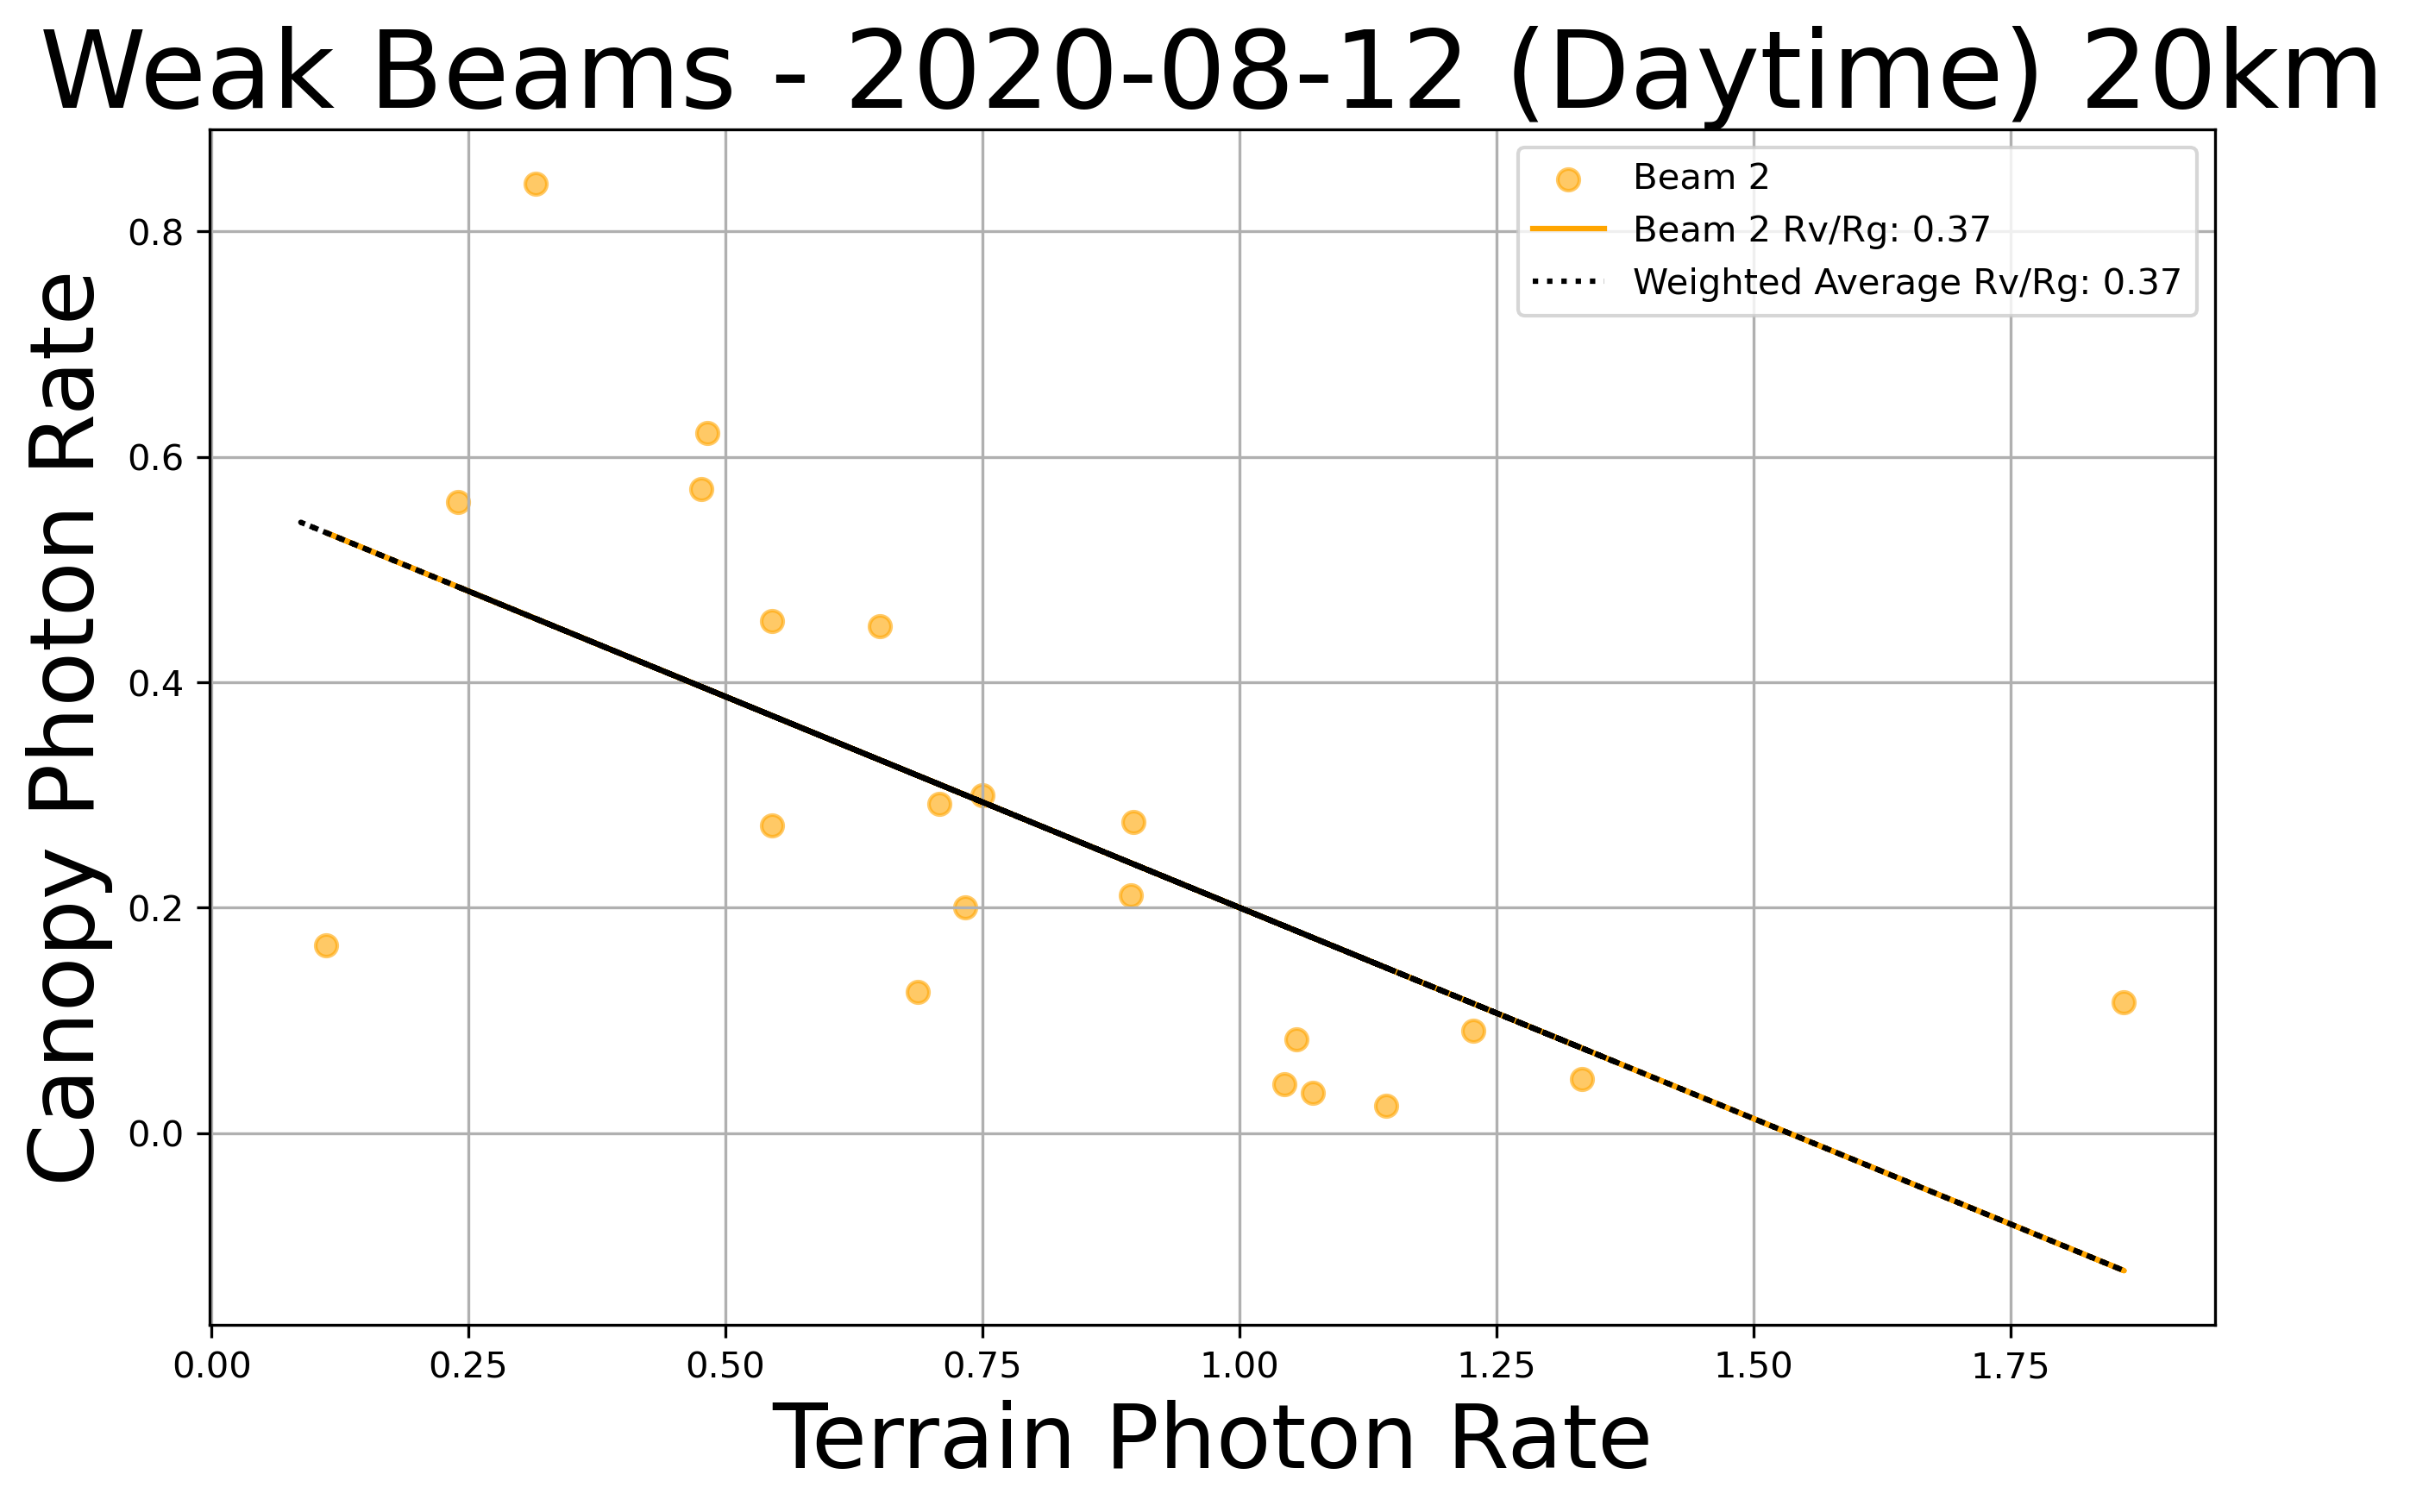 Weak Beams - 2020-08-12 (Daytime) 20km
Beam 2
Beam 2 Rv/Rg: 0.37
Weighted Average Rv/Rg: 0.37
Canopy Photon Rate
0.8
0.6
0.4
0.2
0.0
0.00 0.25 0.50 0.75 1.00 1.25 1.50 1.75
Terrain Photon Rate